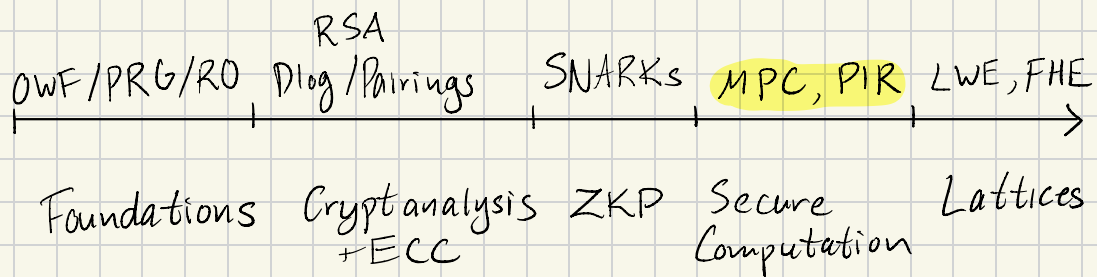 RSA
OWF/PRG/RO Dlog/Pairings SNARKs MPC, PIR LWE, FHE
Foundations Cryptanalysis ZKP Secure Lattices
+ECC Computation